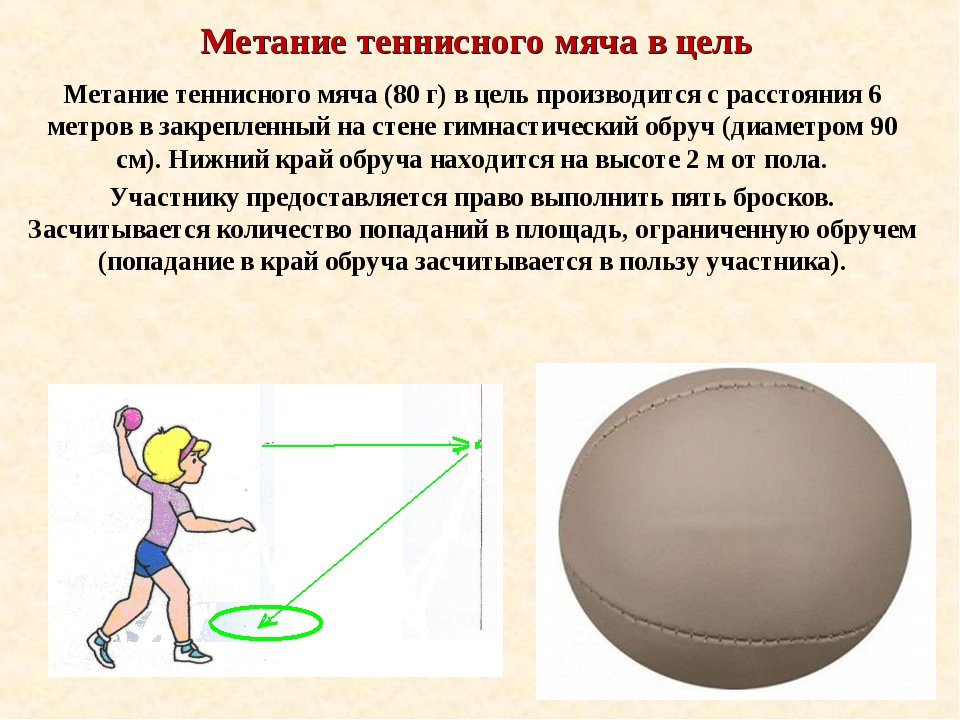 Метание теннисного мяча в цель
Метание теннисного мяча (80 г) в цель производится с расстояния 6
метров в закрепленный на стене гимнастический обруч (диаметром 90
см). Нижний край обруча находится на высоте 2 м от пола.
Участнику предоставляется право выполнить пять бросков.
Засчитывается количество попаданий в площадь, ограниченную обручем
(попадание в край обруча засчитывается в пользу участника).